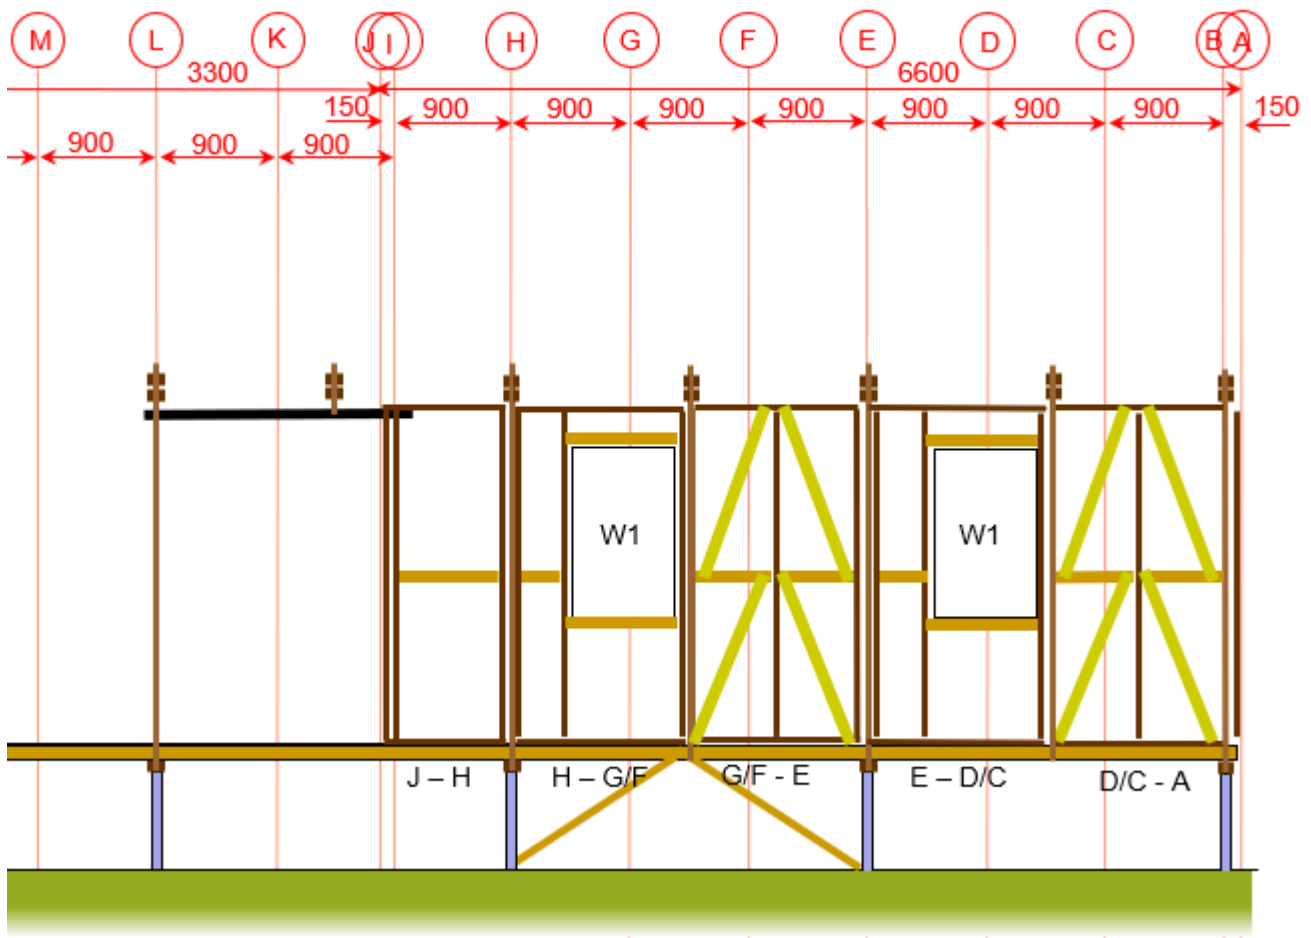 M L K J I H G F E D C B A
3300 6600
150 900 900 900 900 900 900 900 150
900 900 900
W1 W1
J – H H – G/F G/F - E E – D/C D/C - A